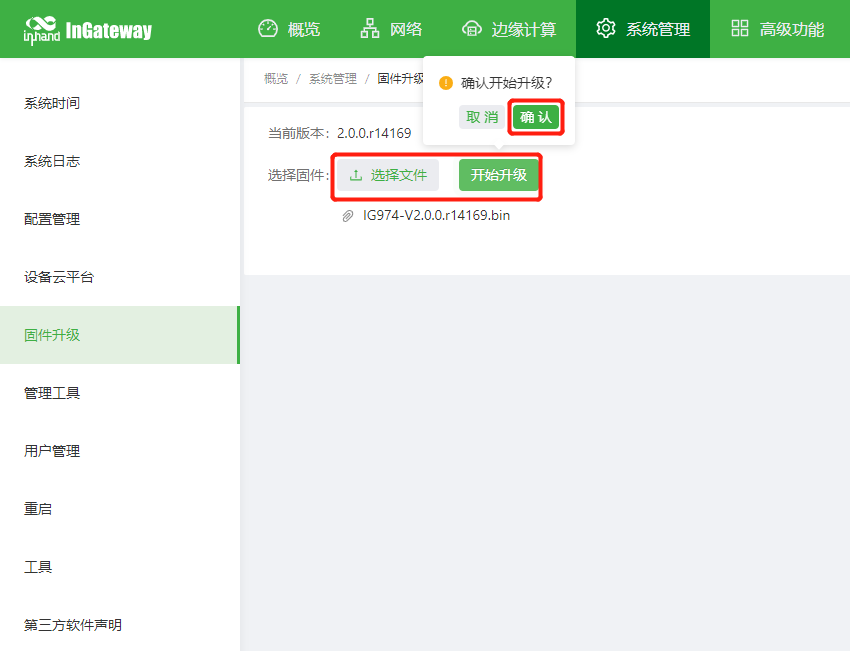 inhand InGateway 概览 网络 边缘计算 系统管理 高级功能
系统时间
系统日志
配置管理
设备云平台
固件升级
管理工具
用户管理
重启
工具
第三方软件声明
概览 / 系统管理 / 固件升级
确认开始升级?
取 消 确 认
当前版本: 2.0.0.r14169
选择固件: 选择文件 开始升级
IG974-V2.0.0.r14169.bin